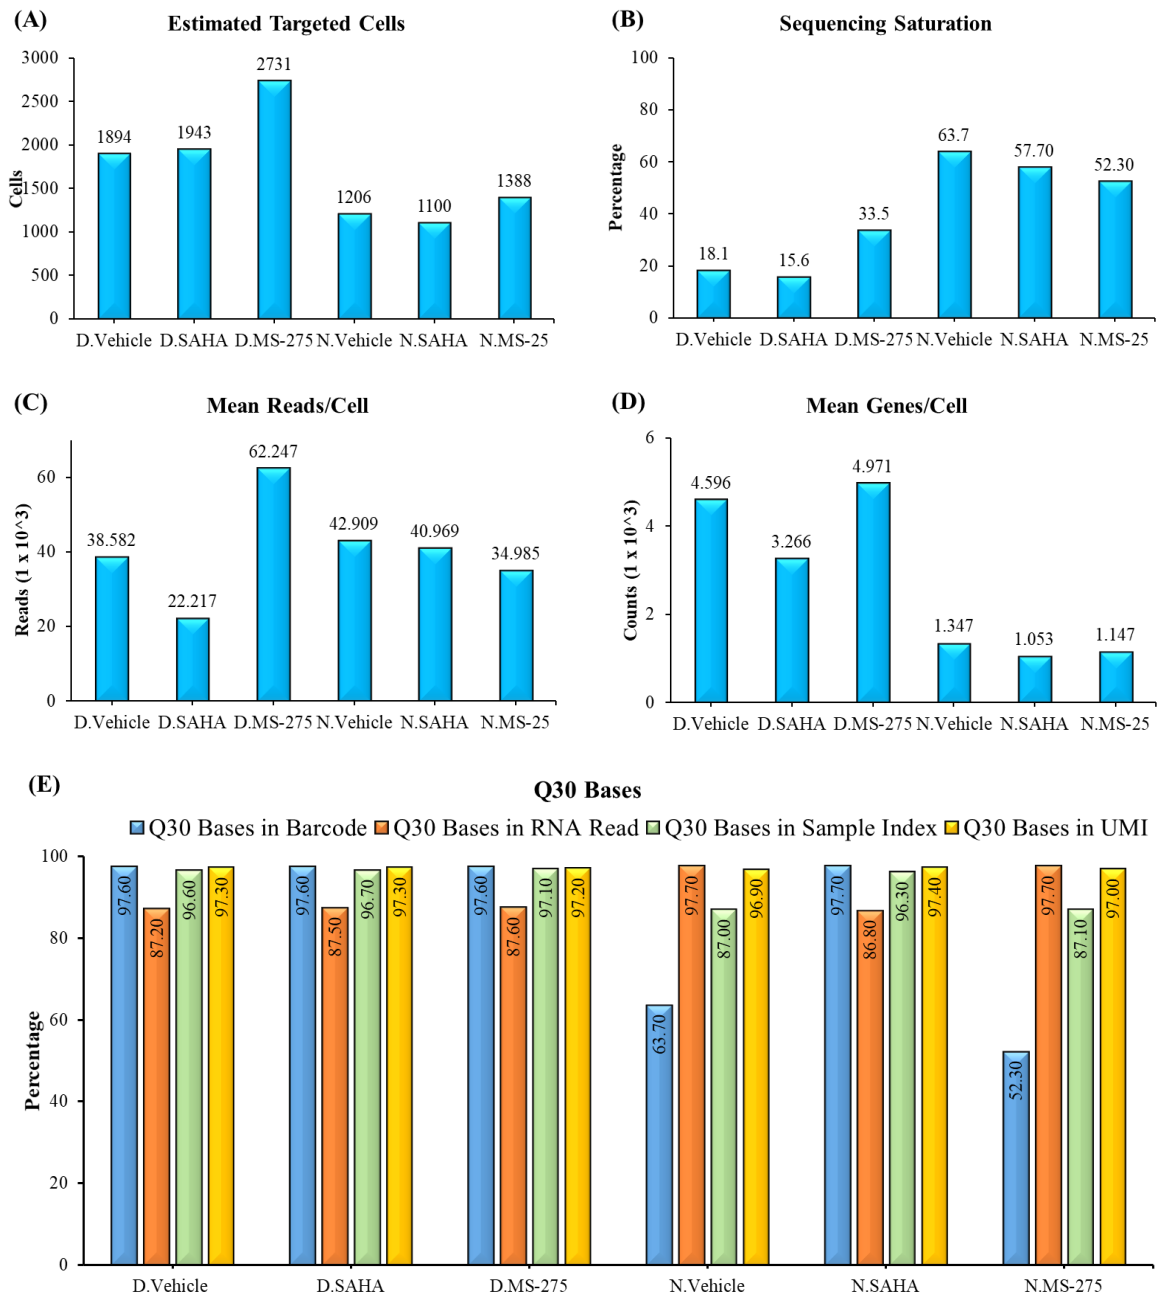 (A)
Estimated Targeted Cells
3000
2500
2000
1500
1000
500
0
Cells
1894
1943
2731
1206
1100
1388
D.Vehicle D.SAHA D.MS-275 N.Vehicle N.SAHA N.MS-25
(B)
Sequencing Saturation
100
80
60
40
20
0
Percentage
18.1
15.6
33.5
63.7
57.70
52.30
D.Vehicle D.SAHA D.MS-275 N.Vehicle N.SAHA N.MS-25
(C)
Mean Reads/Cell
60
40
20
0
Reads (1 x 10^3)
38.582
22.217
62.247
42.909
40.969
34.985
D.Vehicle D.SAHA D.MS-275 N.Vehicle N.SAHA N.MS-25
(D)
Mean Genes/Cell
6
4
2
0
Counts (1 x 10^3)
4.596
3.266
4.971
1.347
1.053
1.147
D.Vehicle D.SAHA D.MS-275 N.Vehicle N.SAHA N.MS-25
(E)
Q30 Bases
Q30 Bases in Barcode Q30 Bases in RNA Read Q30 Bases in Sample Index Q30 Bases in UMI
100
80
60
40
20
0
Percentage
97.60 87.20 96.60 97.30
97.60 87.50 96.70 97.30
97.60 87.60 97.10 97.20
63.70 97.70 87.00 96.90
97.70 86.80 96.30 97.40
52.30 97.70 87.10 97.00
D.Vehicle D.SAHA D.MS-275 N.Vehicle N.SAHA N.MS-275